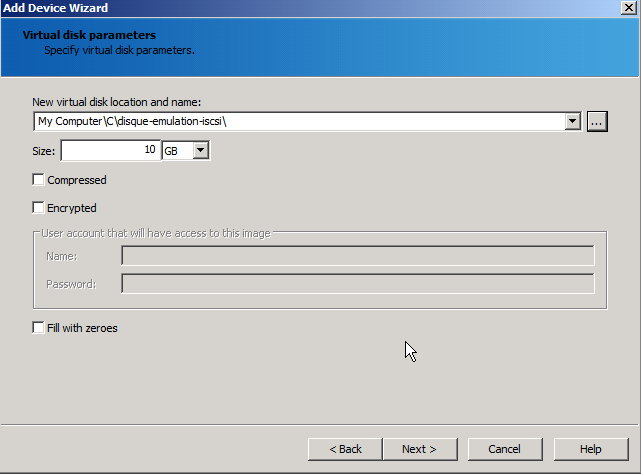 Add Device Wizard
Virtual disk parameters
Specify virtual disk parameters.
New virtual disk location and name:
My Computer\C\disque-emulation-iscsi\
...
Size: 10 GB
Compressed
Encrypted
User account that will have access to this image
Name:
Password:
Fill with zeroes
< Back Next > Cancel Help